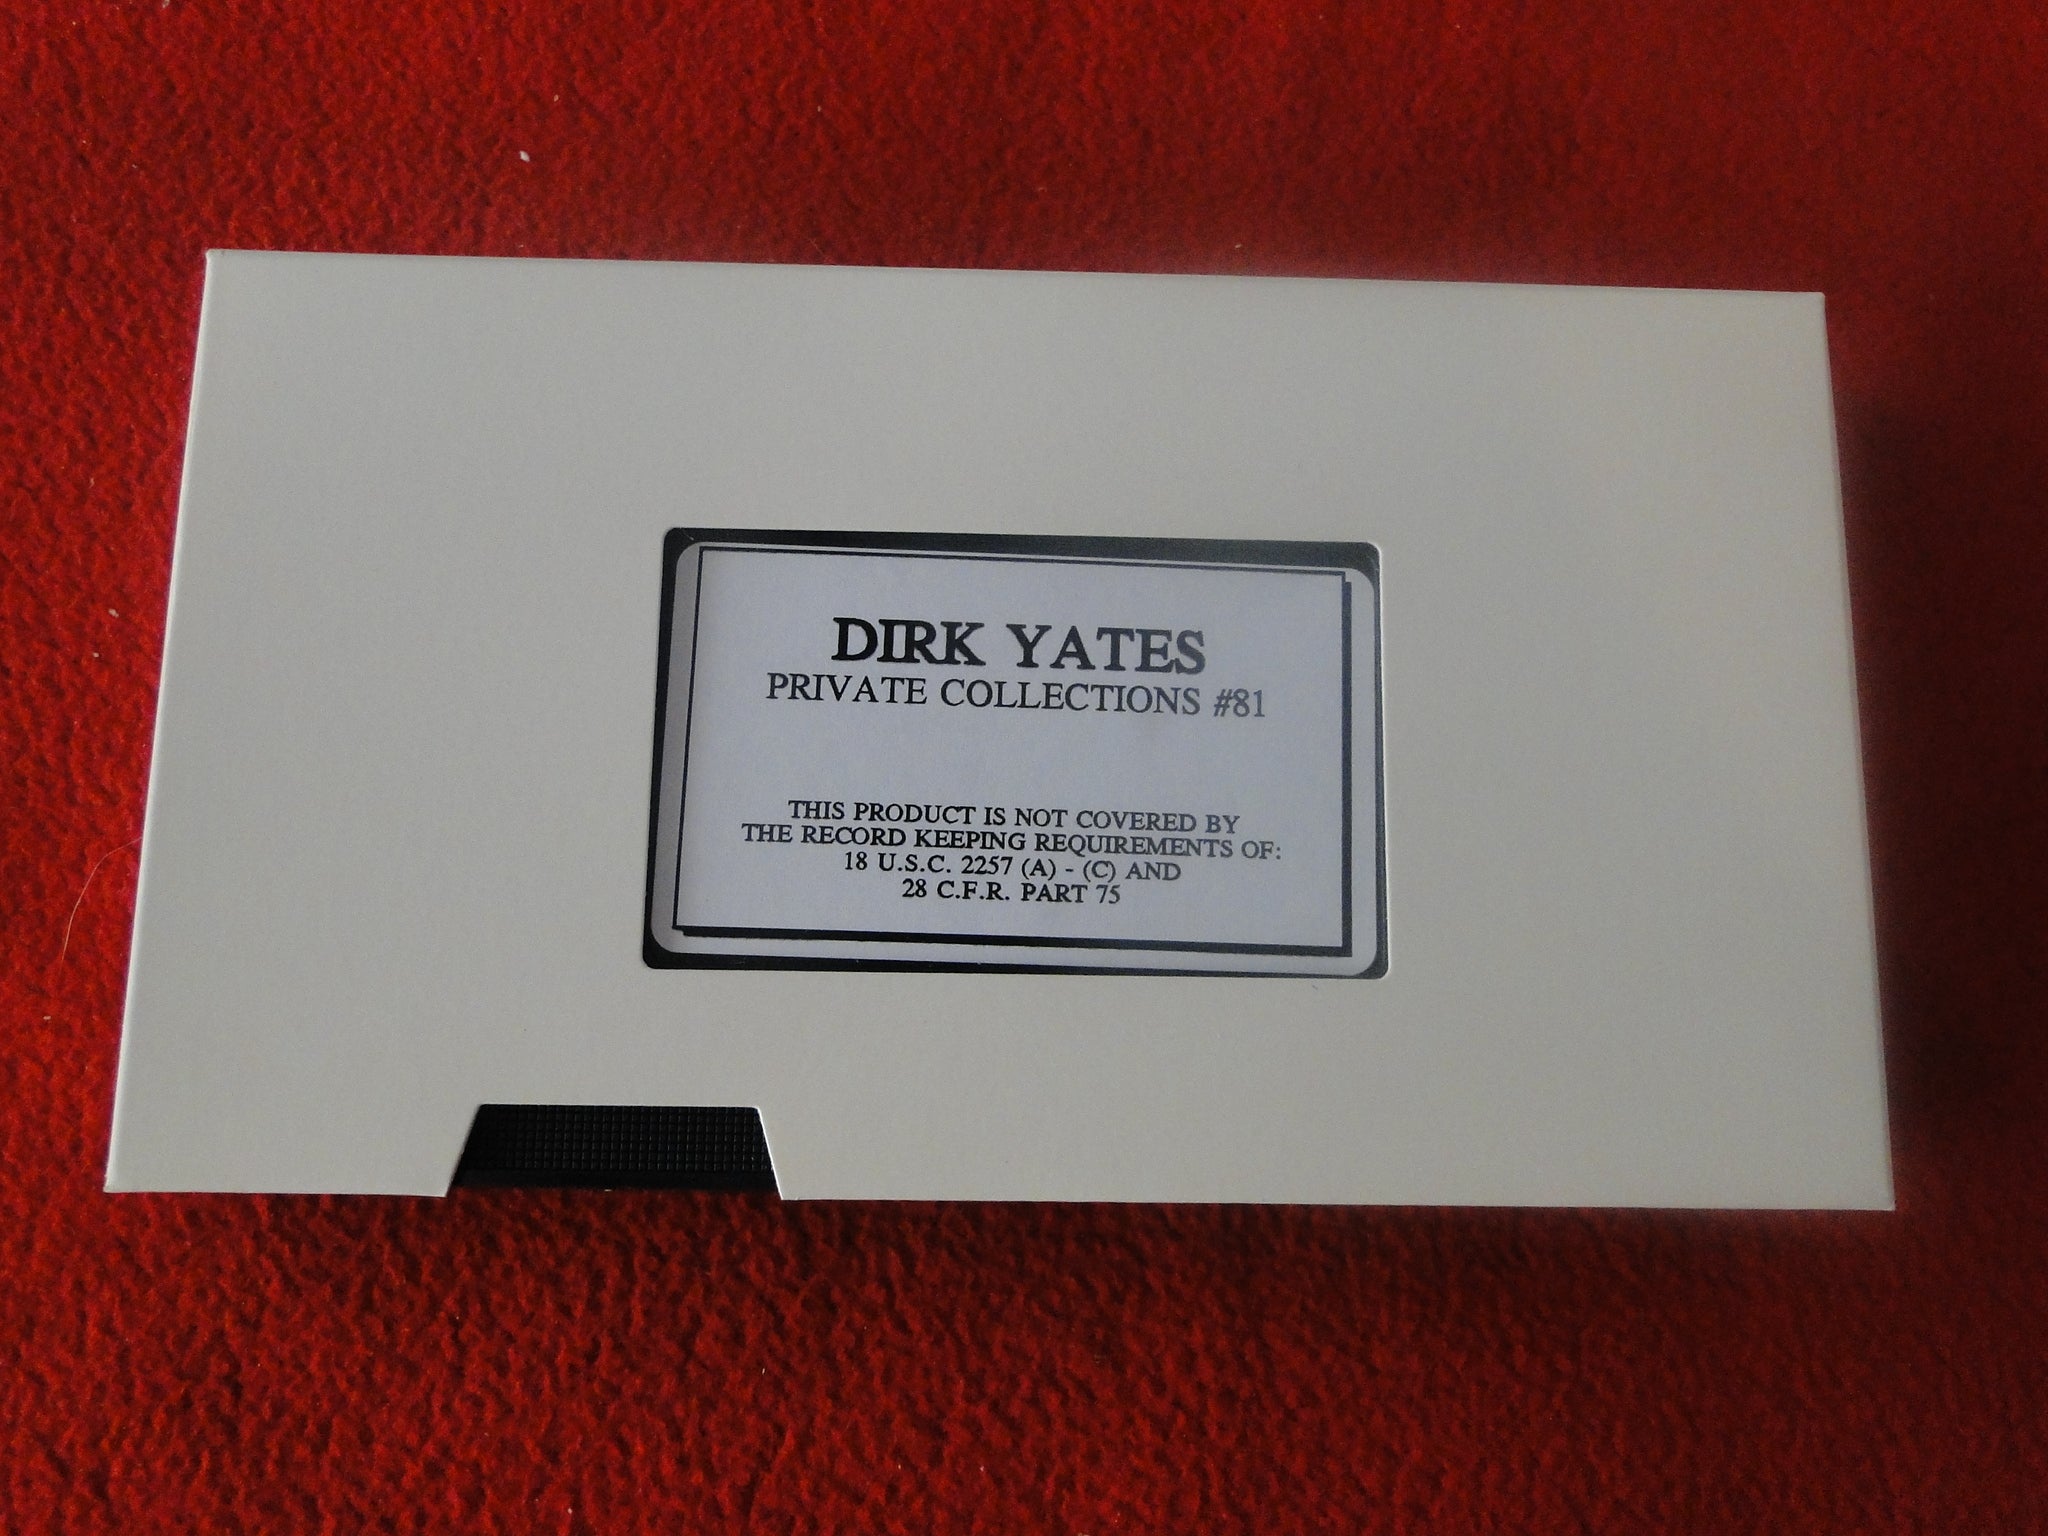 DIRK YATES
PRIVATE COLLECTIONS #81
THIS PRODUCT IS NOT COVERED BY
THE RECORD KEEPING REQUIREMENTS OF:
18 U.S.C. 2257 (A) - (C) AND
28 C.F.R. PART 75